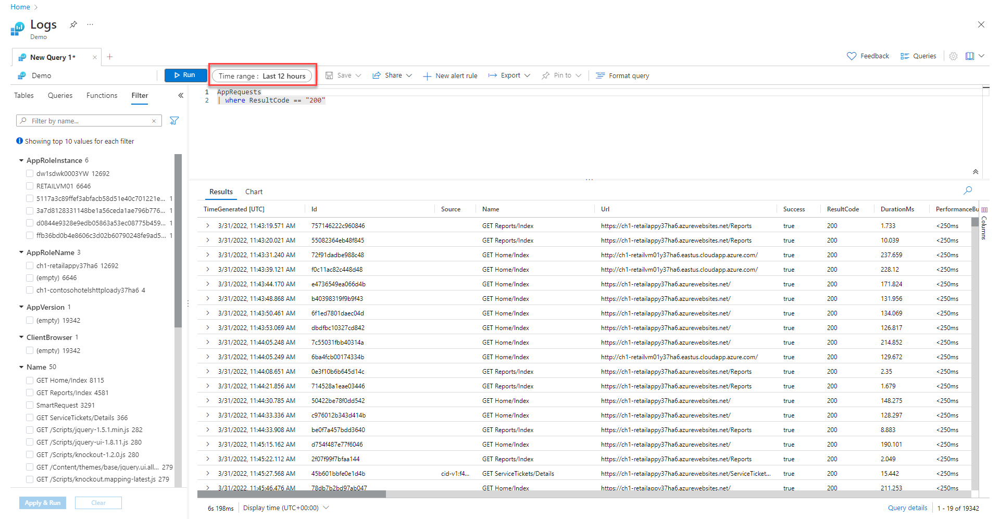 Home
Logs
Demo
New Query 1*
Feedback
Queries
Demo
Run
Time range : Last 12 hours
Save
Share
New alert rule
Export
Pin to
Format query
Tables Queries Functions Filter
1 AppRequests
2 | where ResultCode == "200"
Filter by name...
Showing top 10 values for each filter
AppRoleInstance 6
dw1sdwk0003YW 12692
RETAILVM01 6646
5117a3c89ffef3abfacb58d51e40c701221e... 1
3a7d8128331148be1a56ceda1ae796b776... 1
d0844e9328e9edb05863a53ec08775b459... 1
ffb36bd0b4e8606c3d02b60790248fe9ad5... 1
AppRoleName 3
ch1-retailappy37ha6 12692
(empty) 6646
ch1-contosohotelshttploady37ha6 4
AppVersion 1
(empty) 19342
ClientBrowser 1
(empty) 19342
Name 50
GET Home/Index 8115
GET Reports/Index 4581
SmartRequest 3291
GET ServiceTickets/Details 366
GET /Scripts/jquery-1.5.1.min.js 282
GET /Scripts/jquery-ui-1.8.11.js 280
GET /Scripts/knockout-1.2.0.js 280
GET /Content/themes/base/jquery.ui.all... 279
GET /Scripts/knockout.mapping-latest.js 279
Apply & Run Clear
Results Chart
TimeGenerated [UTC] Id Source Name Url Success ResultCode DurationMs PerformanceBu
3/31/2022, 11:43:19.571 AM 757146222c960846 GET Reports/Index https://ch1-retailappy37ha6.azurewebsites.net/Reports true 200 1.733 <250ms
3/31/2022, 11:43:20.021 AM 55082364eb48f845 GET Reports/Index https://ch1-retailappy37ha6.azurewebsites.net/Reports true 200 10.039 <250ms
3/31/2022, 11:43:31.240 AM 72f91dadbe988c48 GET Home/Index http://ch1-retailvm01y37ha6.eastus.cloudapp.azure.com/ true 200 237.659 <250ms
3/31/2022, 11:43:39.121 AM f0c11ac82c448d48 GET Home/Index http://ch1-retailvm01y37ha6.eastus.cloudapp.azure.com/ true 200 228.12 <250ms
3/31/2022, 11:43:44.170 AM e4736549ea066d4b GET Home/Index https://ch1-retailappy37ha6.azurewebsites.net/ true 200 171.824 <250ms
3/31/2022, 11:43:48.868 AM b40398319f9b9f43 GET Home/Index https://ch1-retailappy37ha6.azurewebsites.net/ true 200 131.956 <250ms
3/31/2022, 11:43:50.461 AM 6f1ed7801daec04d GET Home/Index https://ch1-retailappy37ha6.azurewebsites.net/ true 200 134.069 <250ms
3/31/2022, 11:43:53.069 AM dbdfbc10327cd842 GET Home/Index https://ch1-retailappy37ha6.azurewebsites.net/ true 200 126.817 <250ms
3/31/2022, 11:44:05.248 AM 7c55031fbb40314a GET Home/Index https://ch1-retailappy37ha6.azurewebsites.net/ true 200 214.852 <250ms
3/31/2022, 11:44:05.249 AM 6ba4fcb00174334b GET Home/Index http://ch1-retailvm01y37ha6.eastus.cloudapp.azure.com/ true 200 129.672 <250ms
3/31/2022, 11:44:08.651 AM 0e3f10b6b645d14c GET Reports/Index https://ch1-retailappy37ha6.azurewebsites.net/Reports true 200 2.35 <250ms
3/31/2022, 11:44:21.856 AM 714528a1eae03446 GET Reports/Index https://ch1-retailappy37ha6.azurewebsites.net/Reports true 200 1.679 <250ms
3/31/2022, 11:44:30.785 AM 50422be78f0dd542 GET Home/Index https://ch1-retailappy37ha6.azurewebsites.net/ true 200 148.275 <250ms
3/31/2022, 11:44:33.336 AM c976012b343d414b GET Home/Index https://ch1-retailappy37ha6.azurewebsites.net/ true 200 128.297 <250ms
3/31/2022, 11:44:33.908 AM be0f7a457bdd3640 GET Reports/Index https://ch1-retailappy37ha6.azurewebsites.net/Reports true 200 8.883 <250ms
3/31/2022, 11:45:15.162 AM d754f487e77f6046 GET Home/Index https://ch1-retailappy37ha6.azurewebsites.net/ true 200 190.101 <250ms
3/31/2022, 11:45:22.112 AM 2f07f99f7bfaa144 GET Reports/Index https://ch1-retailappy37ha6.azurewebsites.net/Reports true 200 2.049 <250ms
3/31/2022, 11:45:27.568 AM 45b601bbfe0e1d4b cid-v1:f4... GET ServiceTickets/Details https://ch1-retailappy37ha6.azurewebsites.net/ServiceTicket... true 200 15.442 <250ms
3/31/2022, 11:45:46.476 AM 78db7b2bd97ab047 GET Home/Index https://ch1-retailappy37ha6.azurewebsites.net/ true 200 211.253 <250ms
Columns
6s 198ms Display time (UTC+00:00) Query details 1 - 19 of 19342